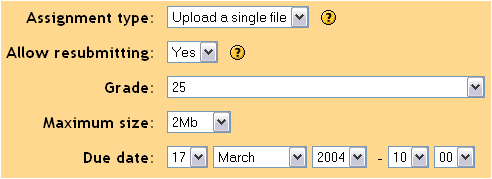 Assignment type: Upload a single file ?
Allow resubmitting: Yes ?
Grade: 25
Maximum size: 2Mb
Due date: 17 March 2004 - 10 00